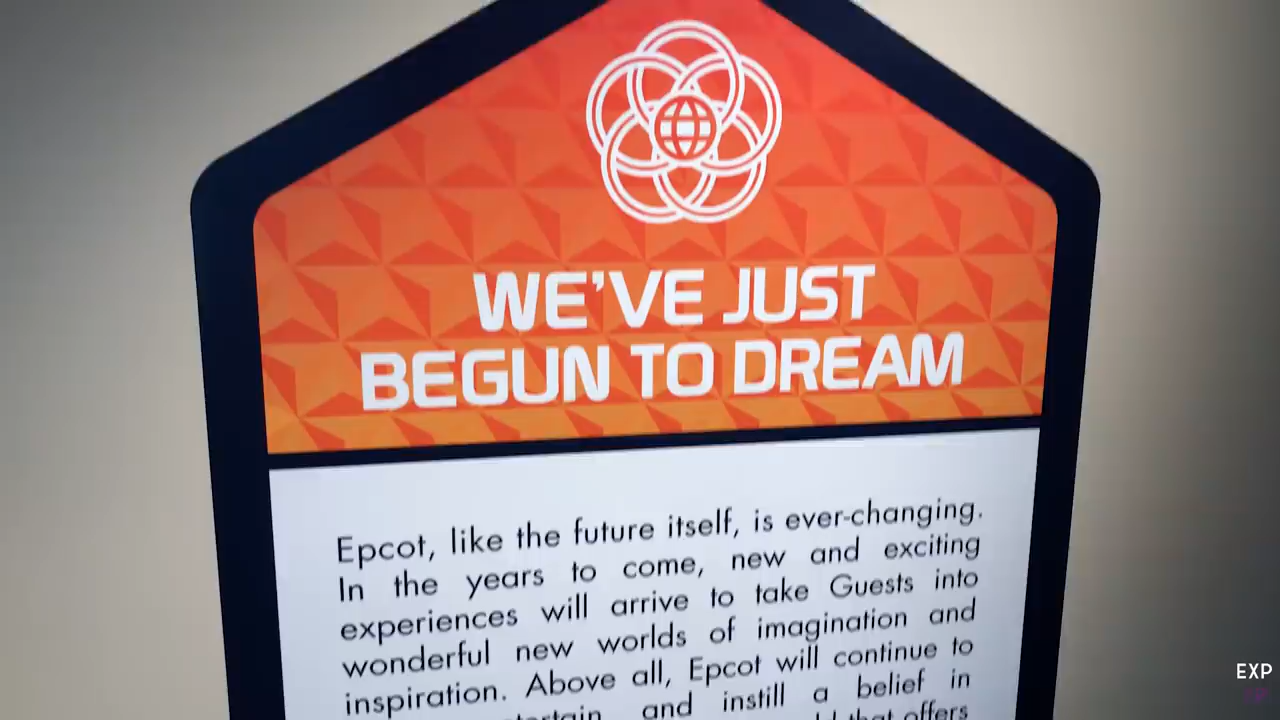 WE'VE JUST
BEGUN TO DREAM
Epcot, like the future itself, is ever-changing.
In the years to come, new and exciting
experiences will arrive to take Guests into
wonderful new worlds of imagination and
inspiration. Above all, Epcot will continue to
and instill a belief in
that offers
EXP